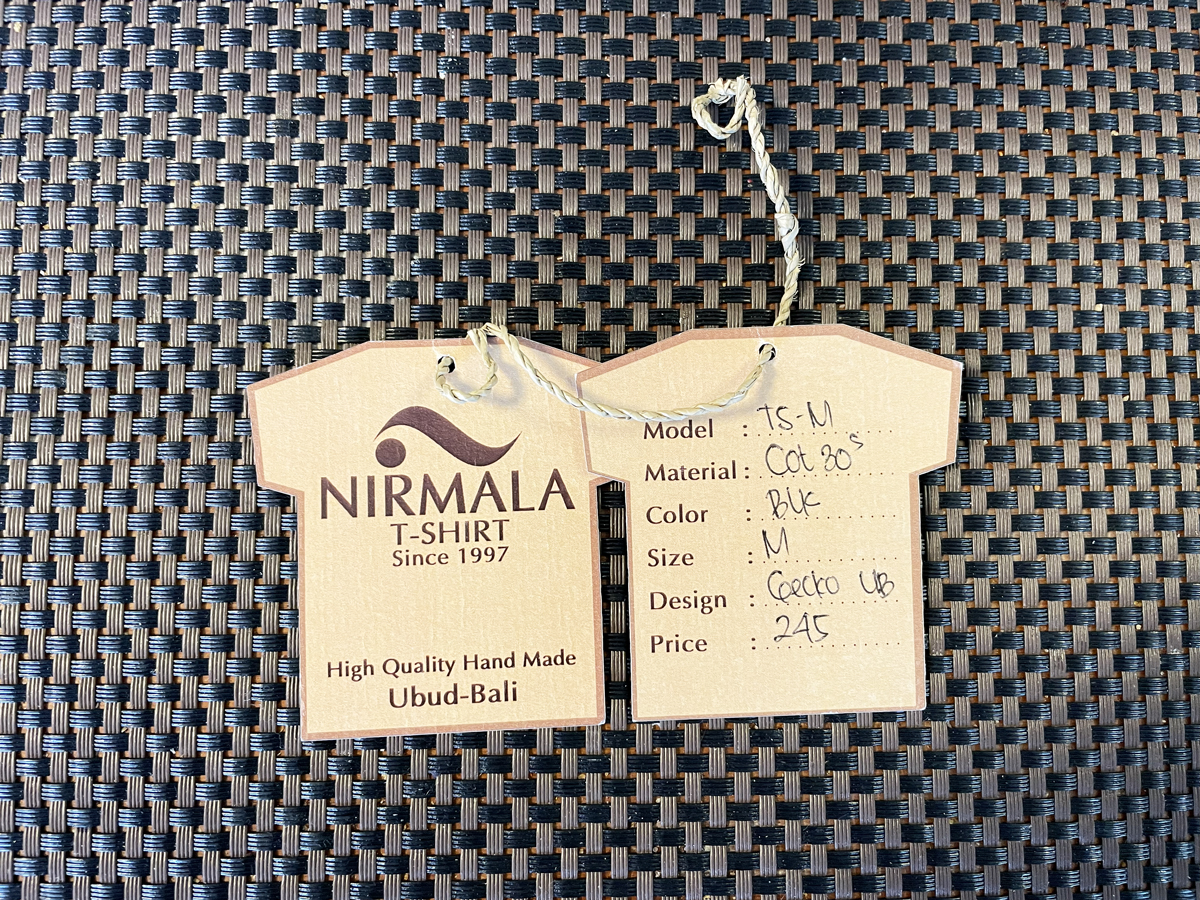 NIRMALA
T-SHIRT
Since 1997
High Quality Hand Made
Ubud-Bali
Model : TS-M
Material : Cot 30s
Color : Blk
Size : M
Design : Gecko UB
Price : 245